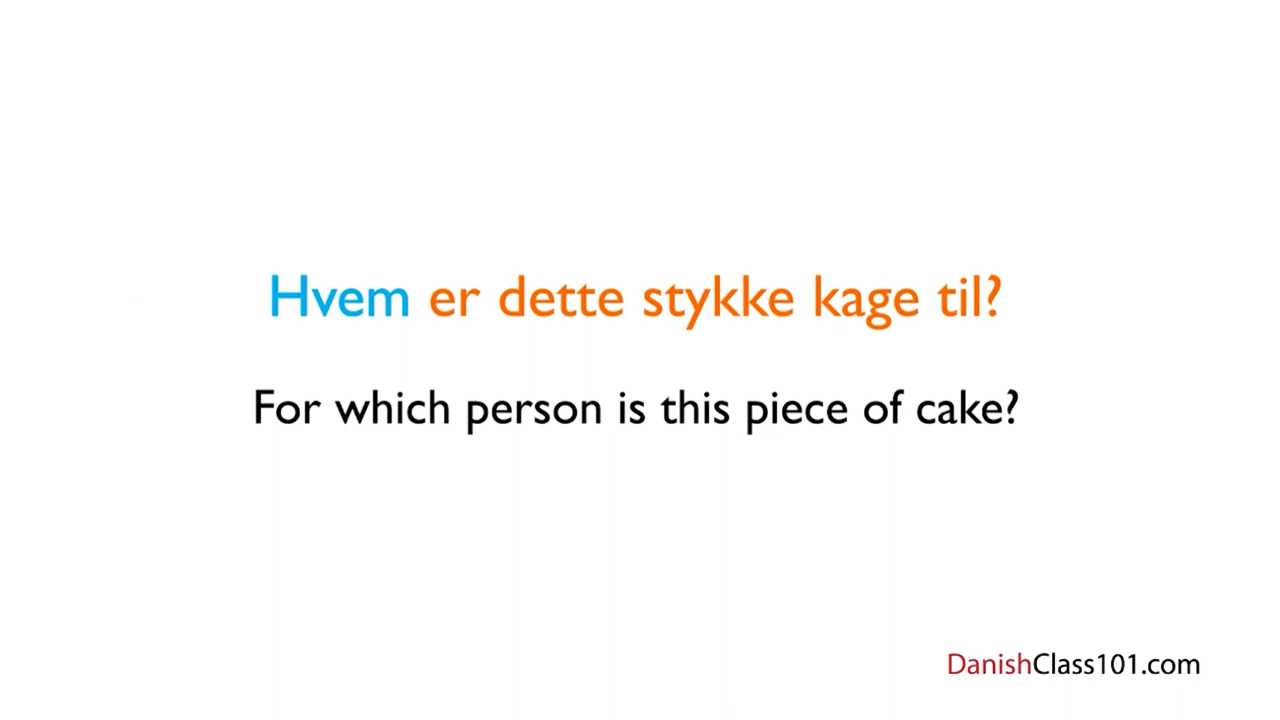 Hvem er dette stykke kage til?
For which person is this piece of cake?
DanishClass101.com